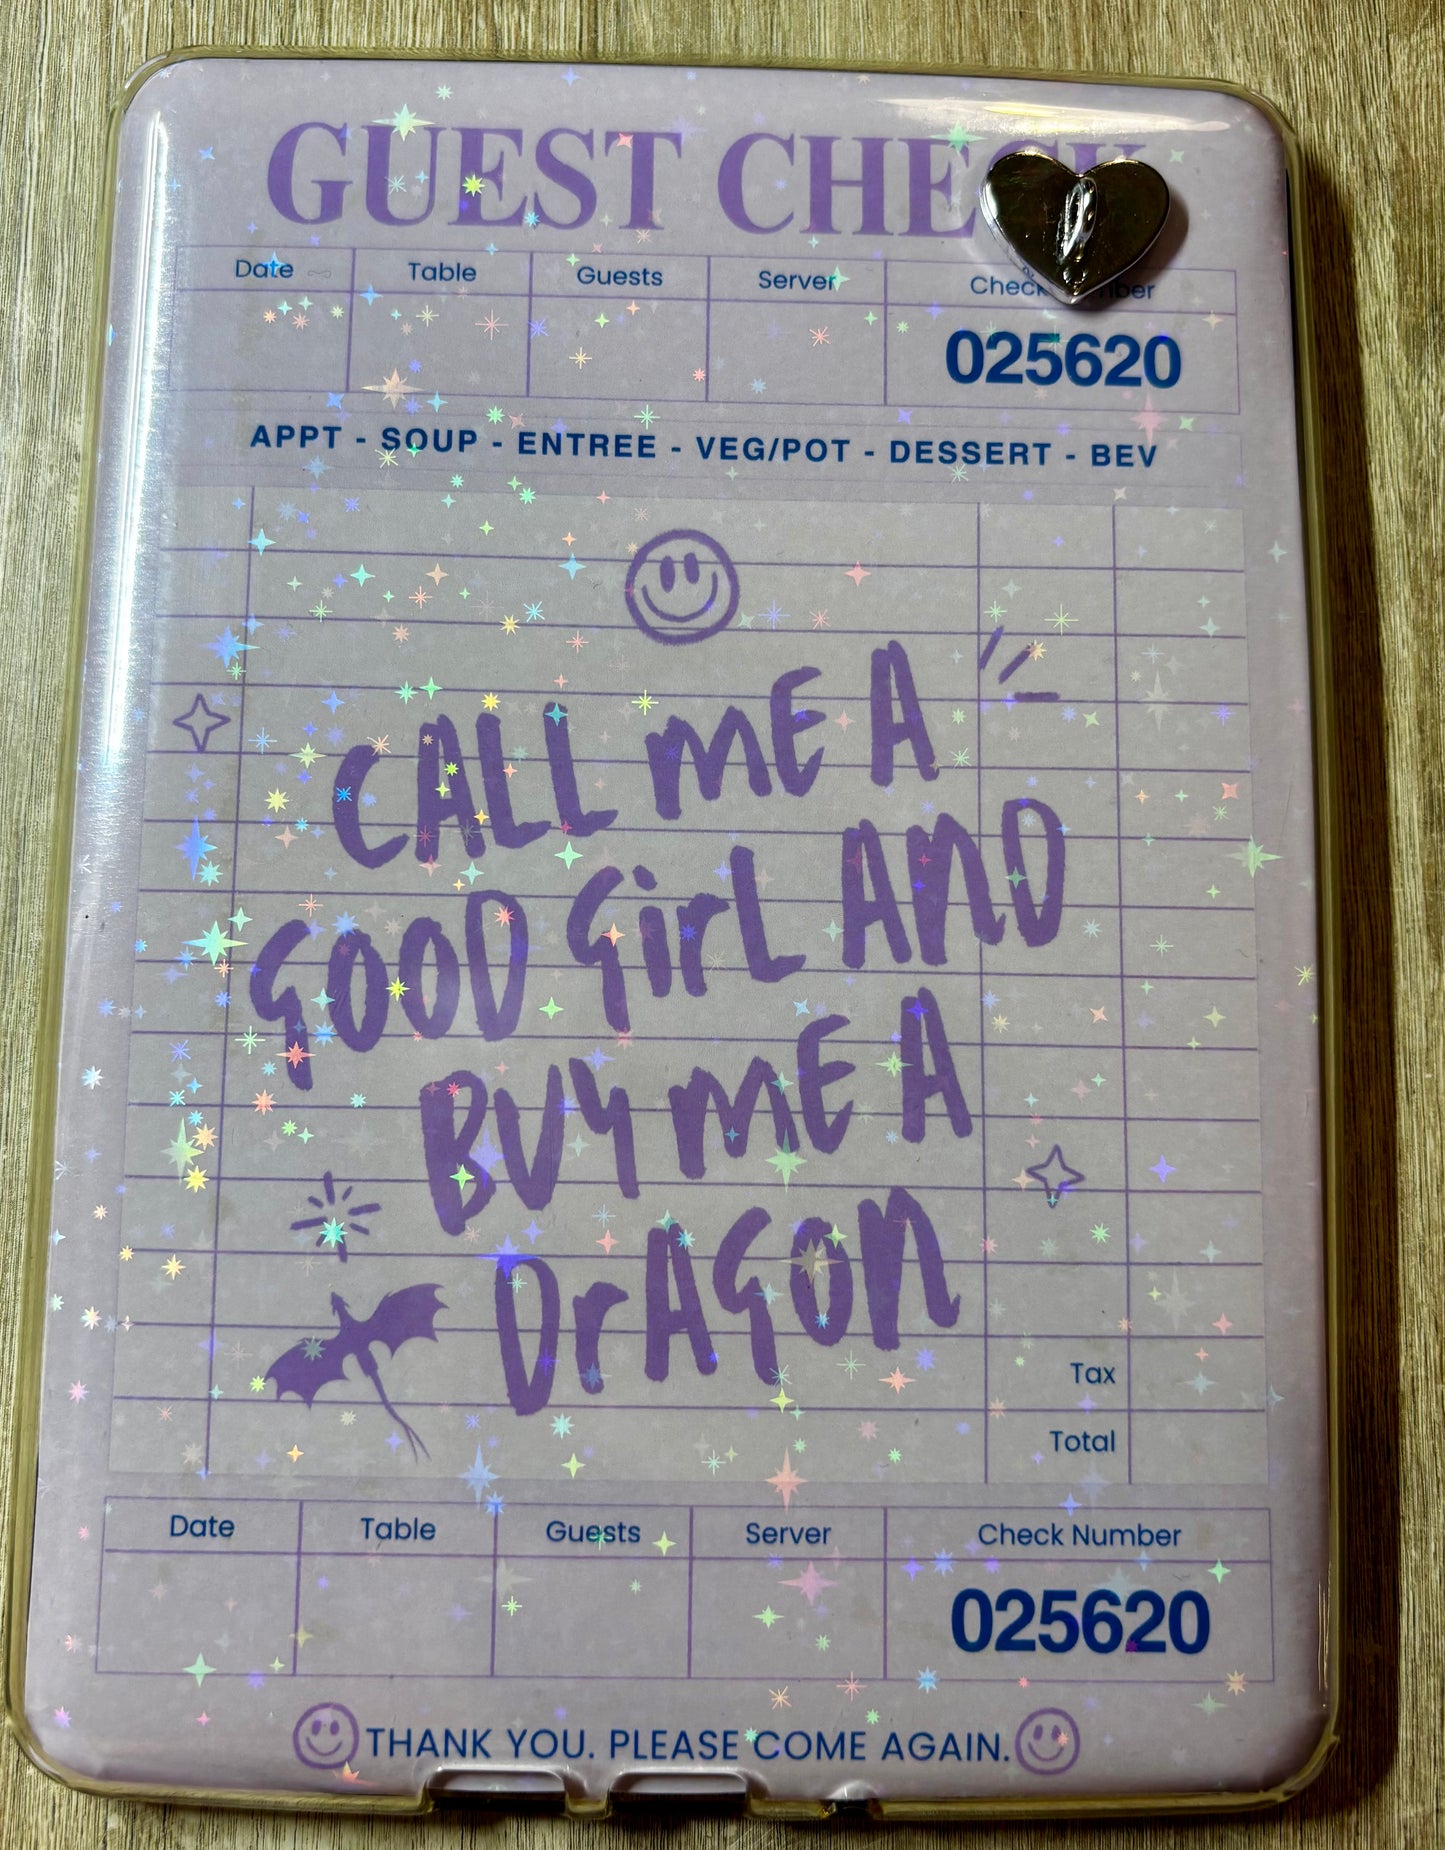 GUEST CHECK
Date Table Guests Server Check Number
025620
APPT - SOUP - ENTREE - VEG/POT - DESSERT - BEV
CALL ME A
GOOD GIRL AND
BUY ME A
DRAGON
Tax
Total
Date Table Guests Server Check Number
025620
THANK YOU. PLEASE COME AGAIN.